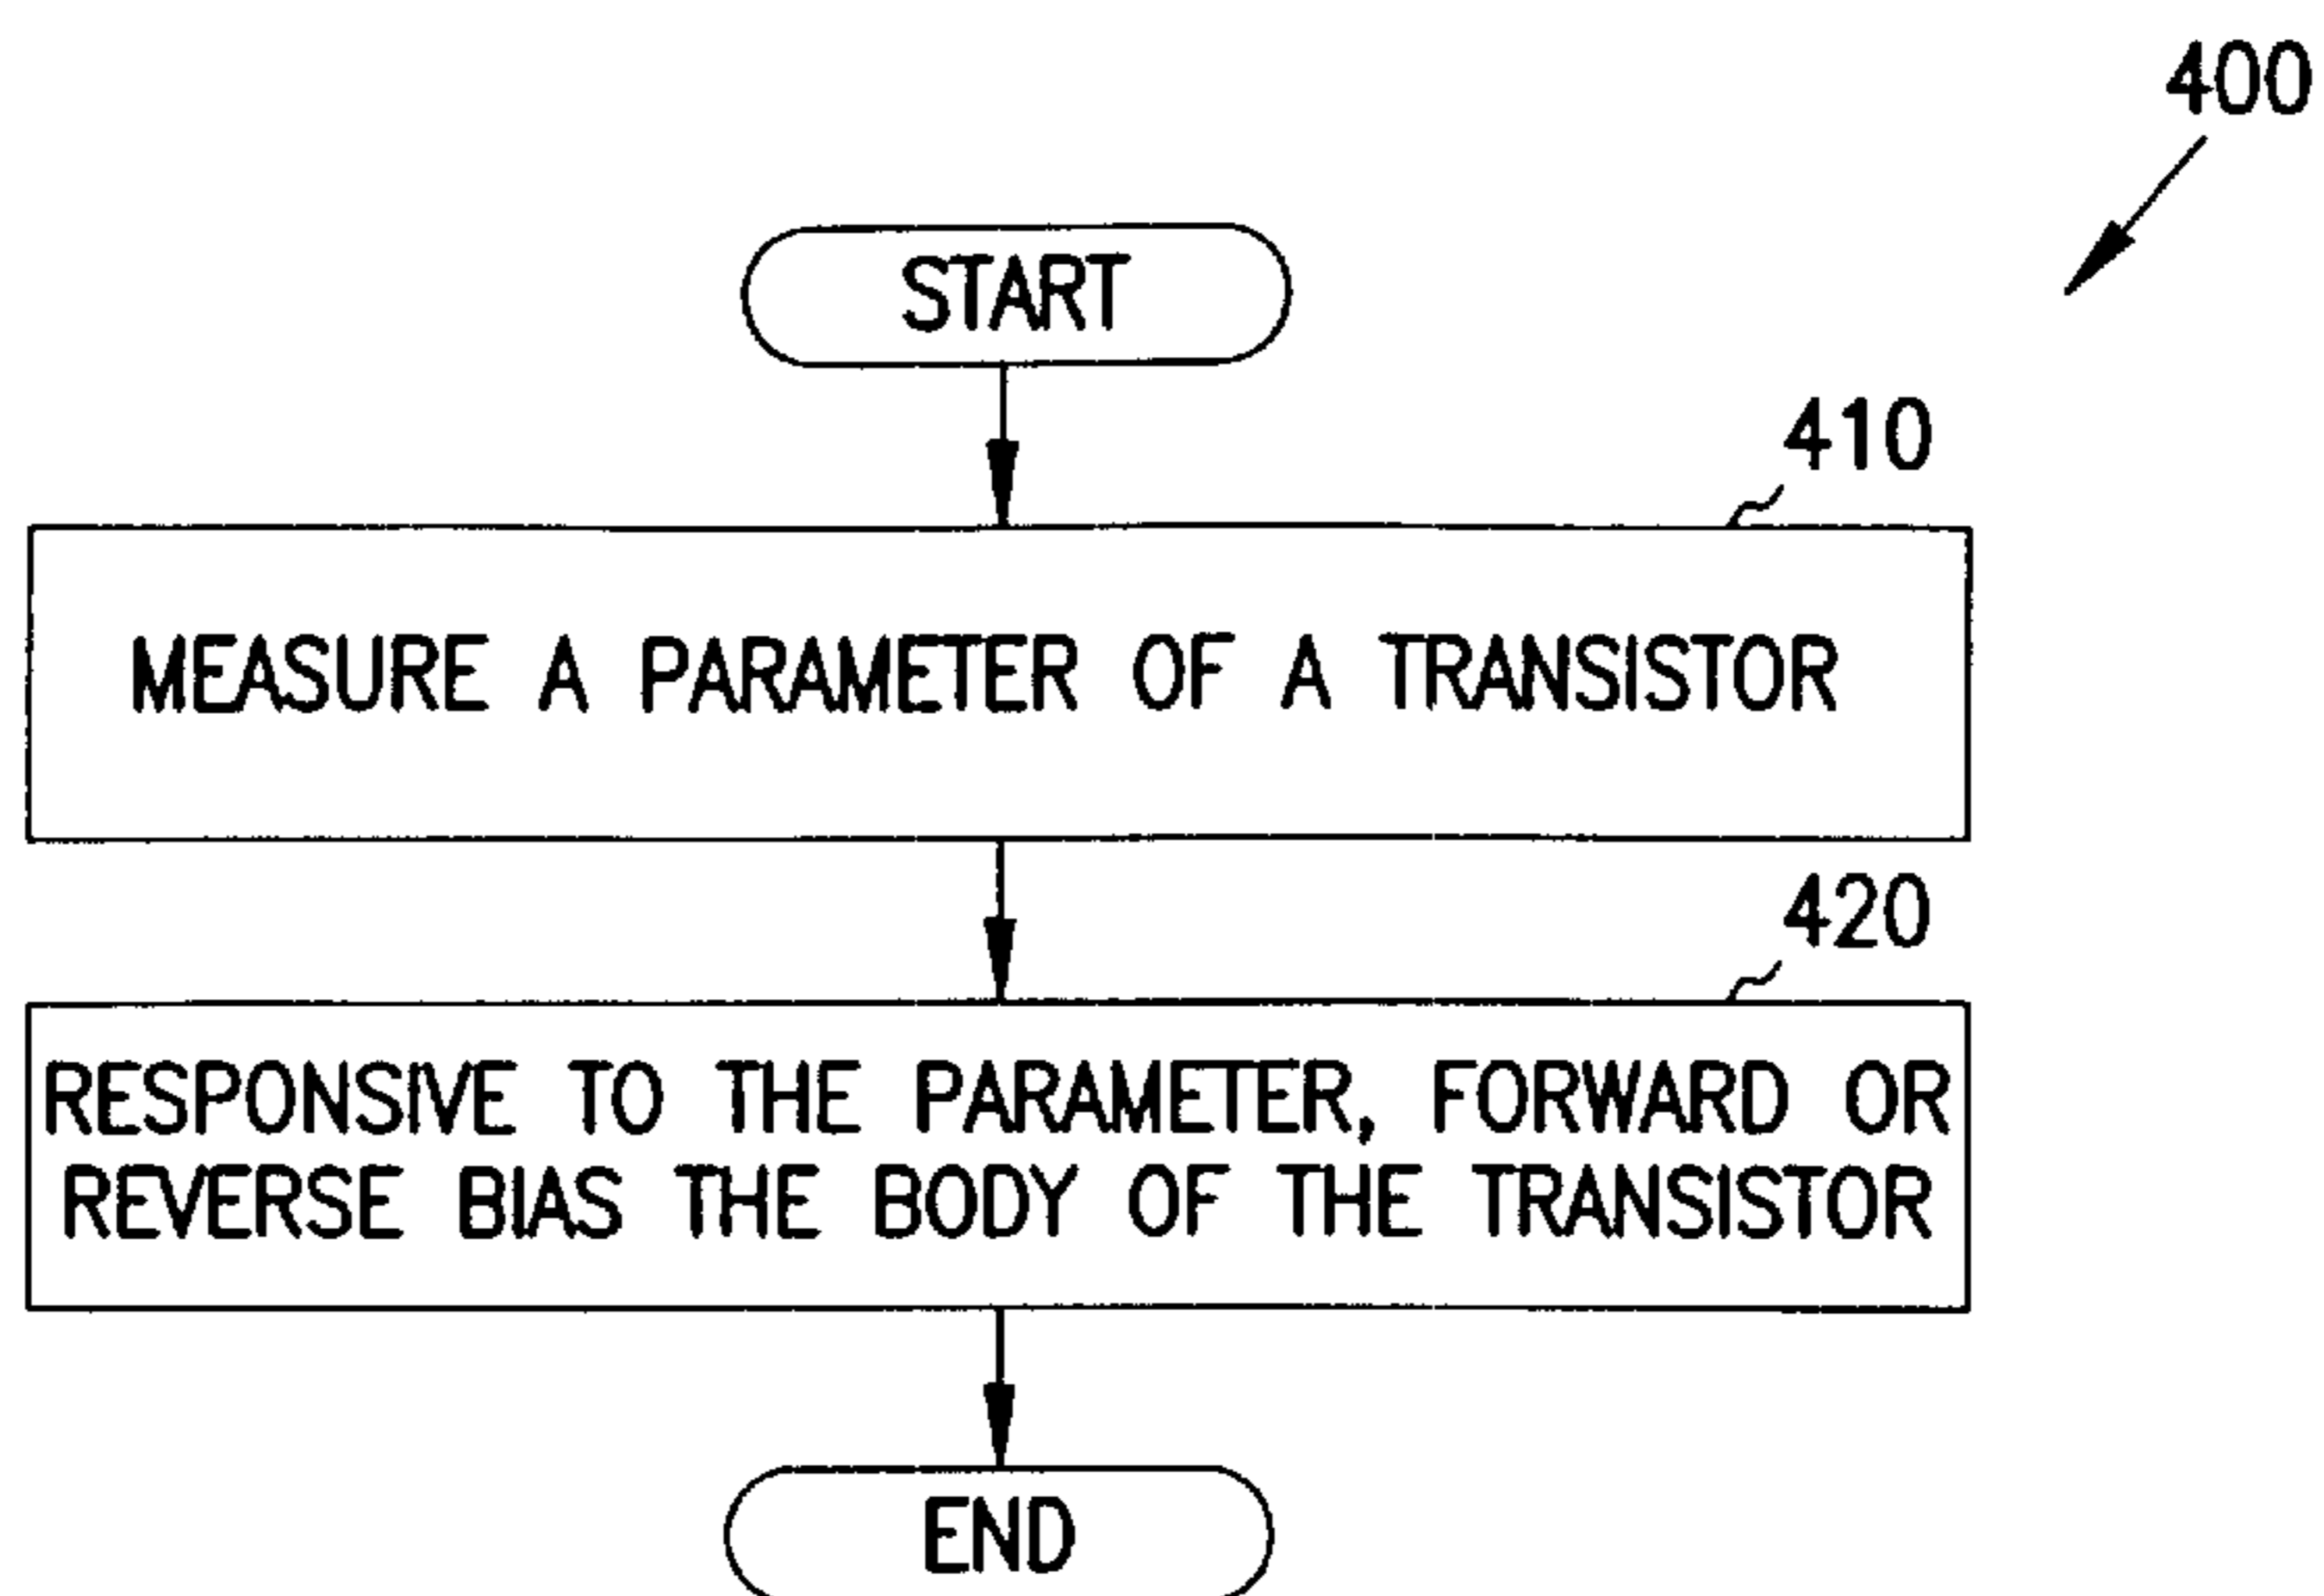 400
START
410
MEASURE A PARAMETER OF A TRANSISTOR
420
RESPONSIVE TO THE PARAMETER, FORWARD OR
REVERSE BIAS THE BODY OF THE TRANSISTOR
END